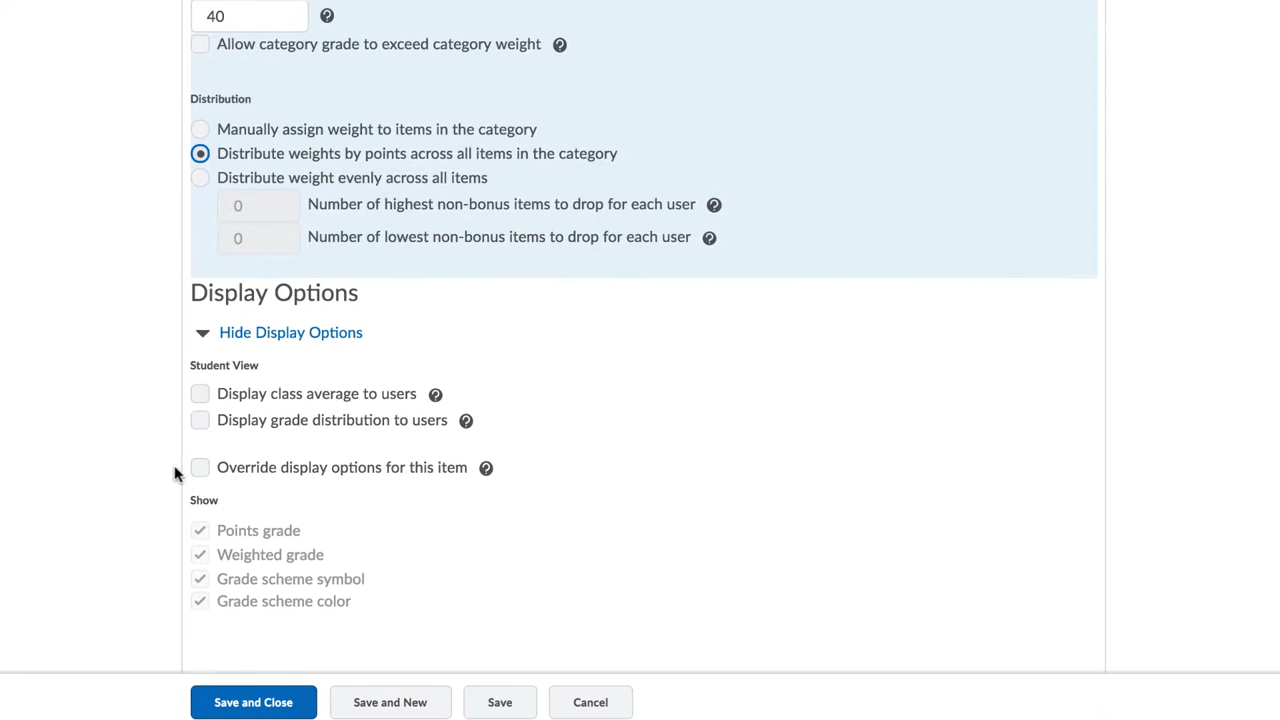 40
Allow category grade to exceed category weight
Distribution
Manually assign weight to items in the category
Distribute weights by points across all items in the category
Distribute weight evenly across all items
0 Number of highest non-bonus items to drop for each user
0 Number of lowest non-bonus items to drop for each user
Display Options
Hide Display Options
Student View
Display class average to users
Display grade distribution to users
Override display options for this item
Show
Points grade
Weighted grade
Grade scheme symbol
Grade scheme color
Save and Close Save and New Save Cancel